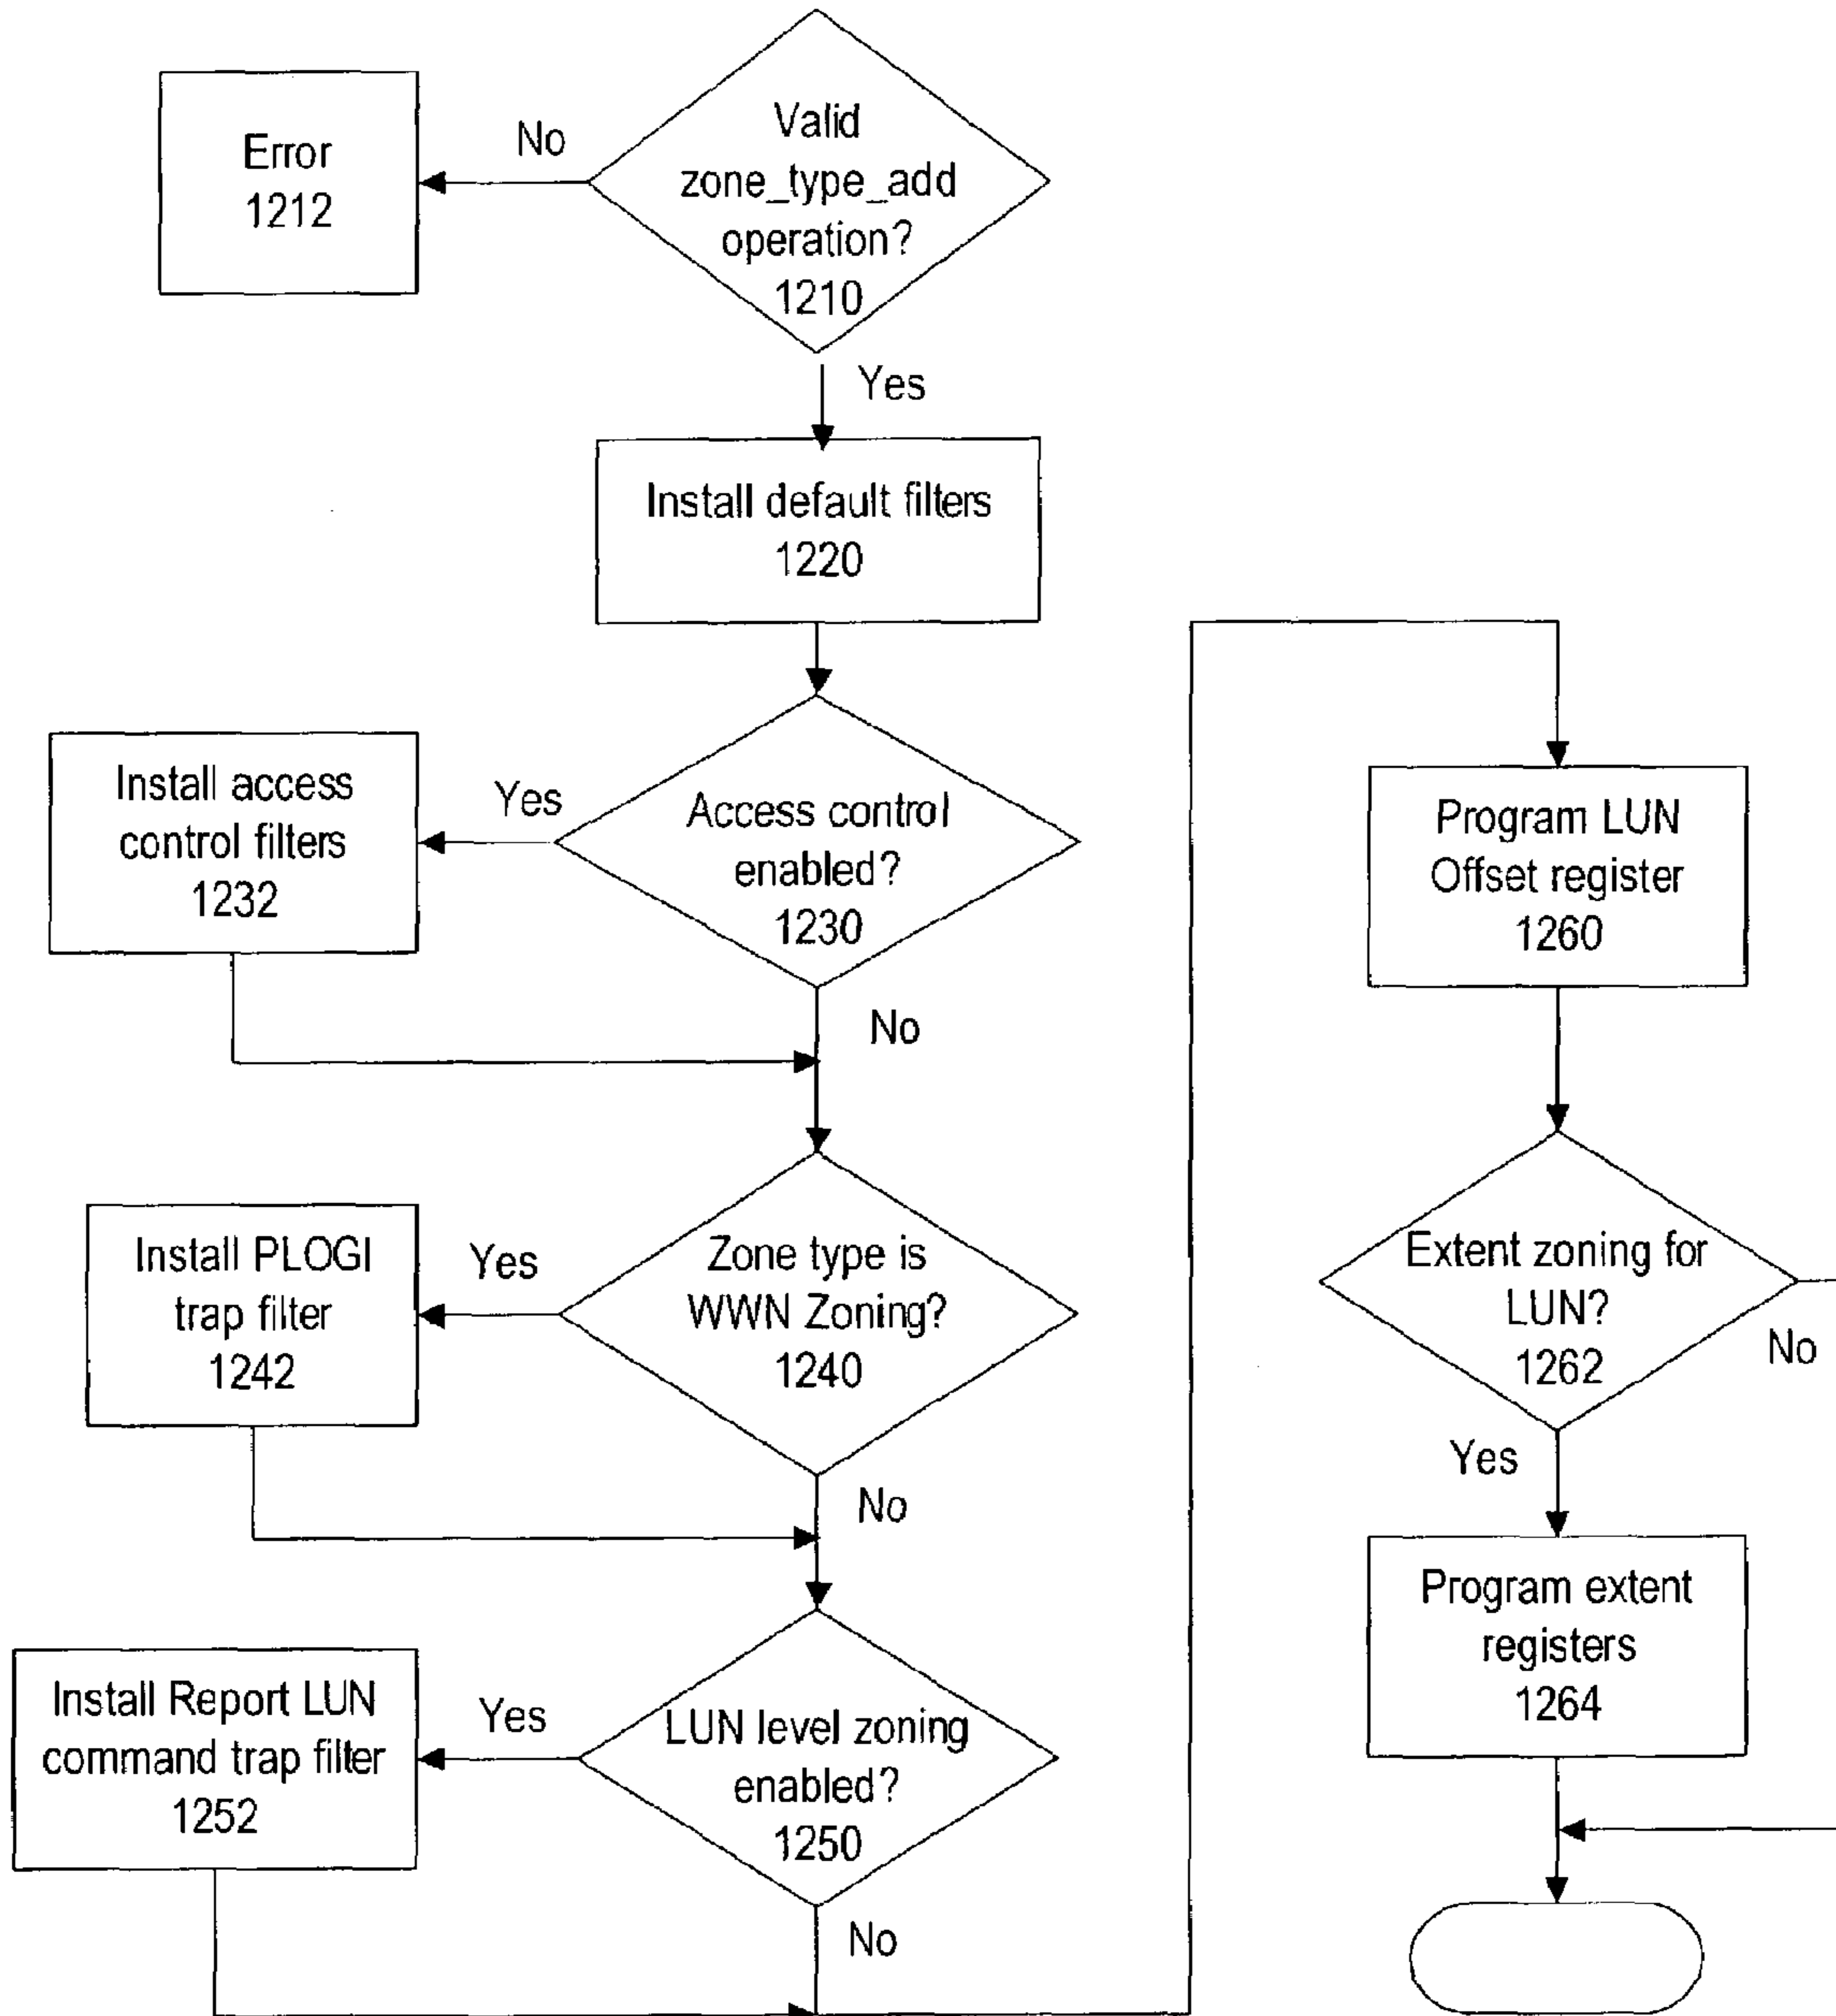 Valid
zone_type_add
operation?
1210
No
Error
1212
Yes
Install default filters
1220
Access control
enabled?
1230
Yes
Install access
control filters
1232
No
Zone type is
WWN Zoning?
1240
Yes
Install PLOGI
trap filter
1242
No
LUN level zoning
enabled?
1250
Yes
Install Report LUN
command trap filter
1252
No
Program LUN
Offset register
1260
Extent zoning for
LUN?
1262
No
Yes
Program extent
registers
1264